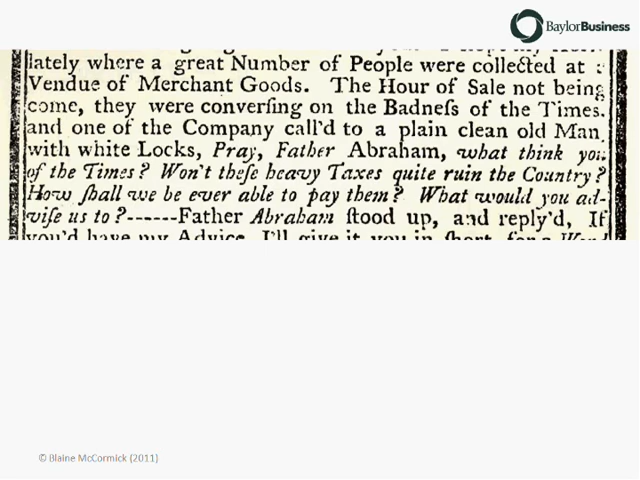 BaylorBusiness
lately where a great Number of People were collected at
Vendue of Merchant Goods. The Hour of Sale not being
come, they were converſing on the Badneſs of the Times,
and one of the Company call'd to a plain clean old Man,
with white Locks, Pray, Father Abraham, what think you
of the Times? Won't theſe heavy Taxes quite ruin the Country?
How ſhall we be ever able to pay them? What would you ad-
viſe us to?------Father Abraham ſtood up, and reply'd, If
you'd have my Advice, I'll give it you in ſhort, for a Word
© Blaine McCormick (2011)